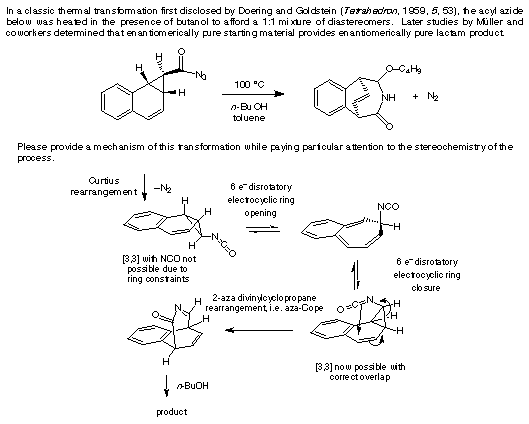 In a classic thermal transformation first disclosed by Doering and Goldstein (Tetrahedron, 1959, 5, 53), the acyl azide
below was heated in the presence of butanol to afford a 1:1 mixture of diastereomers. Later studies by Müller and
coworkers determined that enantiomerically pure starting material provides enantiomerically pure lactam product.
H
H
O
N3
H
100 °C
n-BuOH
toluene
O–C4H9
NH
O
+ N2
Please provide a mechanism of this transformation while paying particular attention to the stereochemistry of the
process.
Curtius
rearrangement
–N2
H
H
H
N=C=O
[3,3] with NCO not
possible due to
ring constraints
6 e– disrotatory
electrocyclic ring
opening
NCO
H
6 e– disrotatory
electrocyclic ring
closure
O=C=N
H
H
H
[3,3] now possible with
correct overlap
2-aza divinylcyclopropane
rearrangement, i.e. aza-Cope
N
H
O
H
H
n-BuOH
product